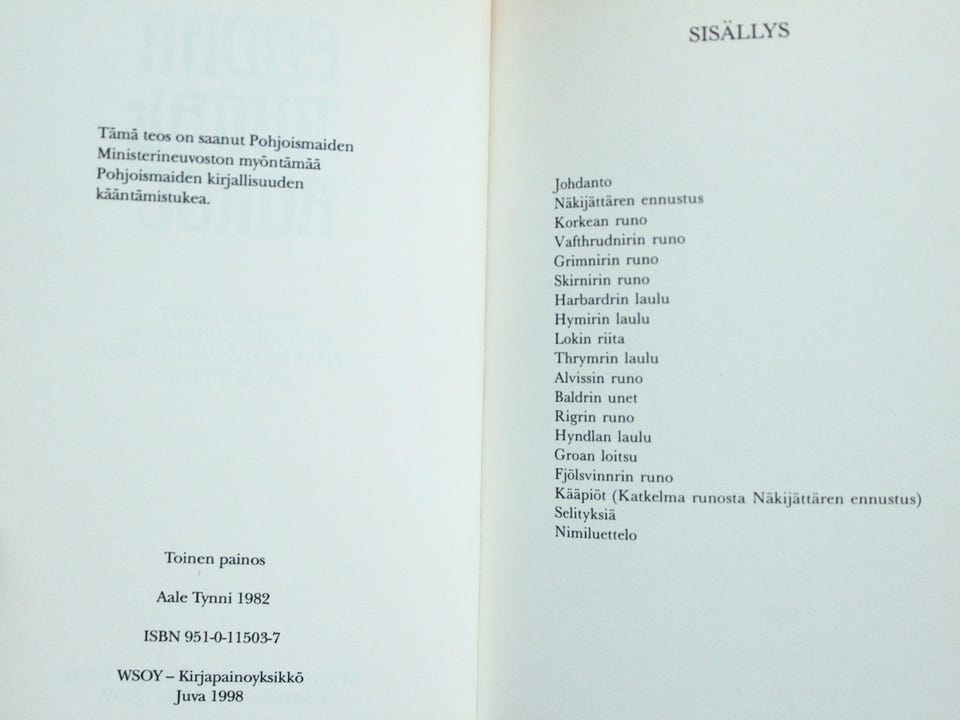 Tämä teos on saanut Pohjoismaiden
Ministerineuvoston myöntämää
Pohjoismaiden kirjallisuuden
kääntämistukea.
Toinen painos
Aale Tynni 1982
ISBN 951-0-11503-7
WSOY – Kirjapainoyksikkö
Juva 1998
SISÄLLYS
Johdanto
Näkijättären ennustus
Korkean runo
Vafthrudnirin runo
Grimnirin runo
Skirnirin runo
Harbardrin laulu
Hymirin laulu
Lokin riita
Thrymrin laulu
Alvissin runo
Baldrin unet
Rigrin runo
Hyndlan laulu
Groan loitsu
Fjölsvinnrin runo
Kääpiöt (Katkelma runosta Näkijättären ennustus)
Selityksiä
Nimiluettelo